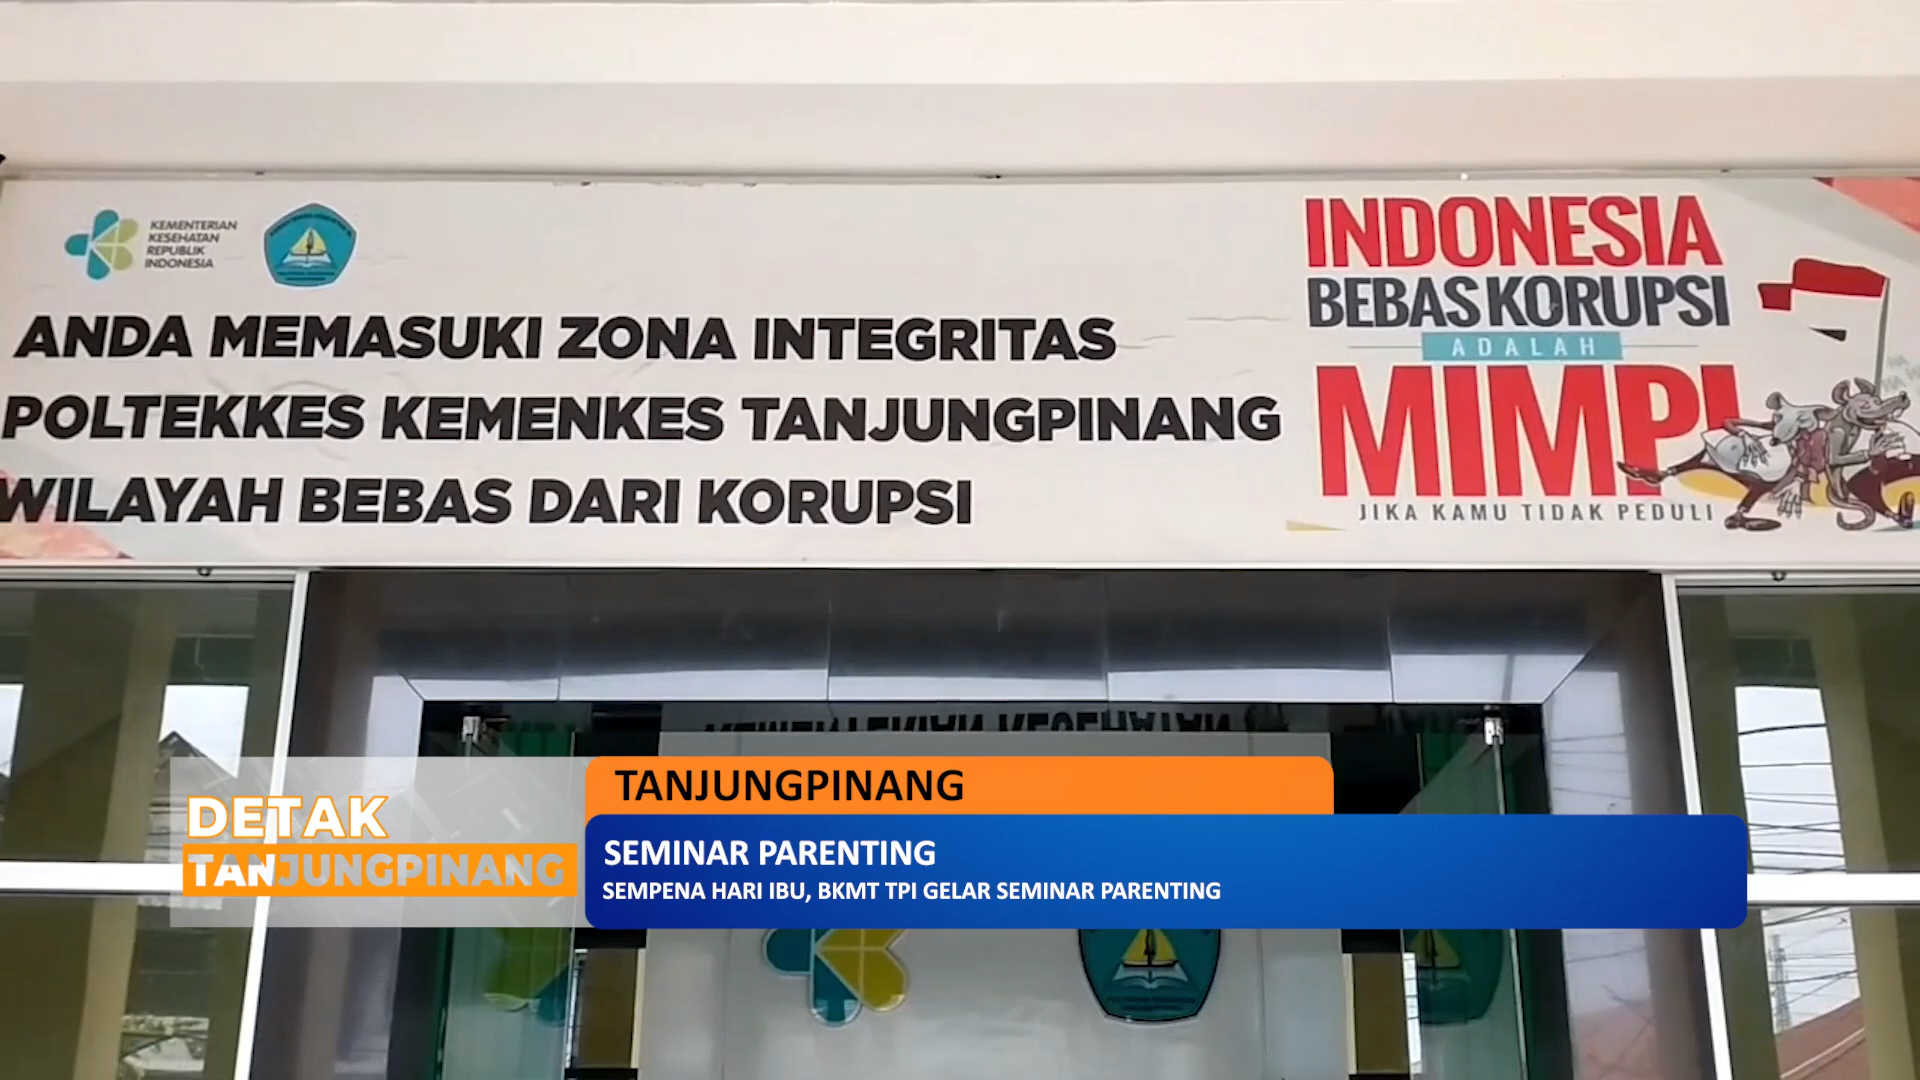 KEMENTERIAN
KESEHATAN
REPUBLIK
INDONESIA
ANDA MEMASUKI ZONA INTEGRITAS
POLTEKKES KEMENKES TANJUNGPINANG
WILAYAH BEBAS DARI KORUPSI
INDONESIA
BEBAS KORUPSI
ADALAH
MIMPI
JIKA KAMU TIDAK PEDULI
DETAK
TANJUNGPINANG
TANJUNGPINANG
SEMINAR PARENTING
SEMPENA HARI IBU, BKMT TPI GELAR SEMINAR PARENTING